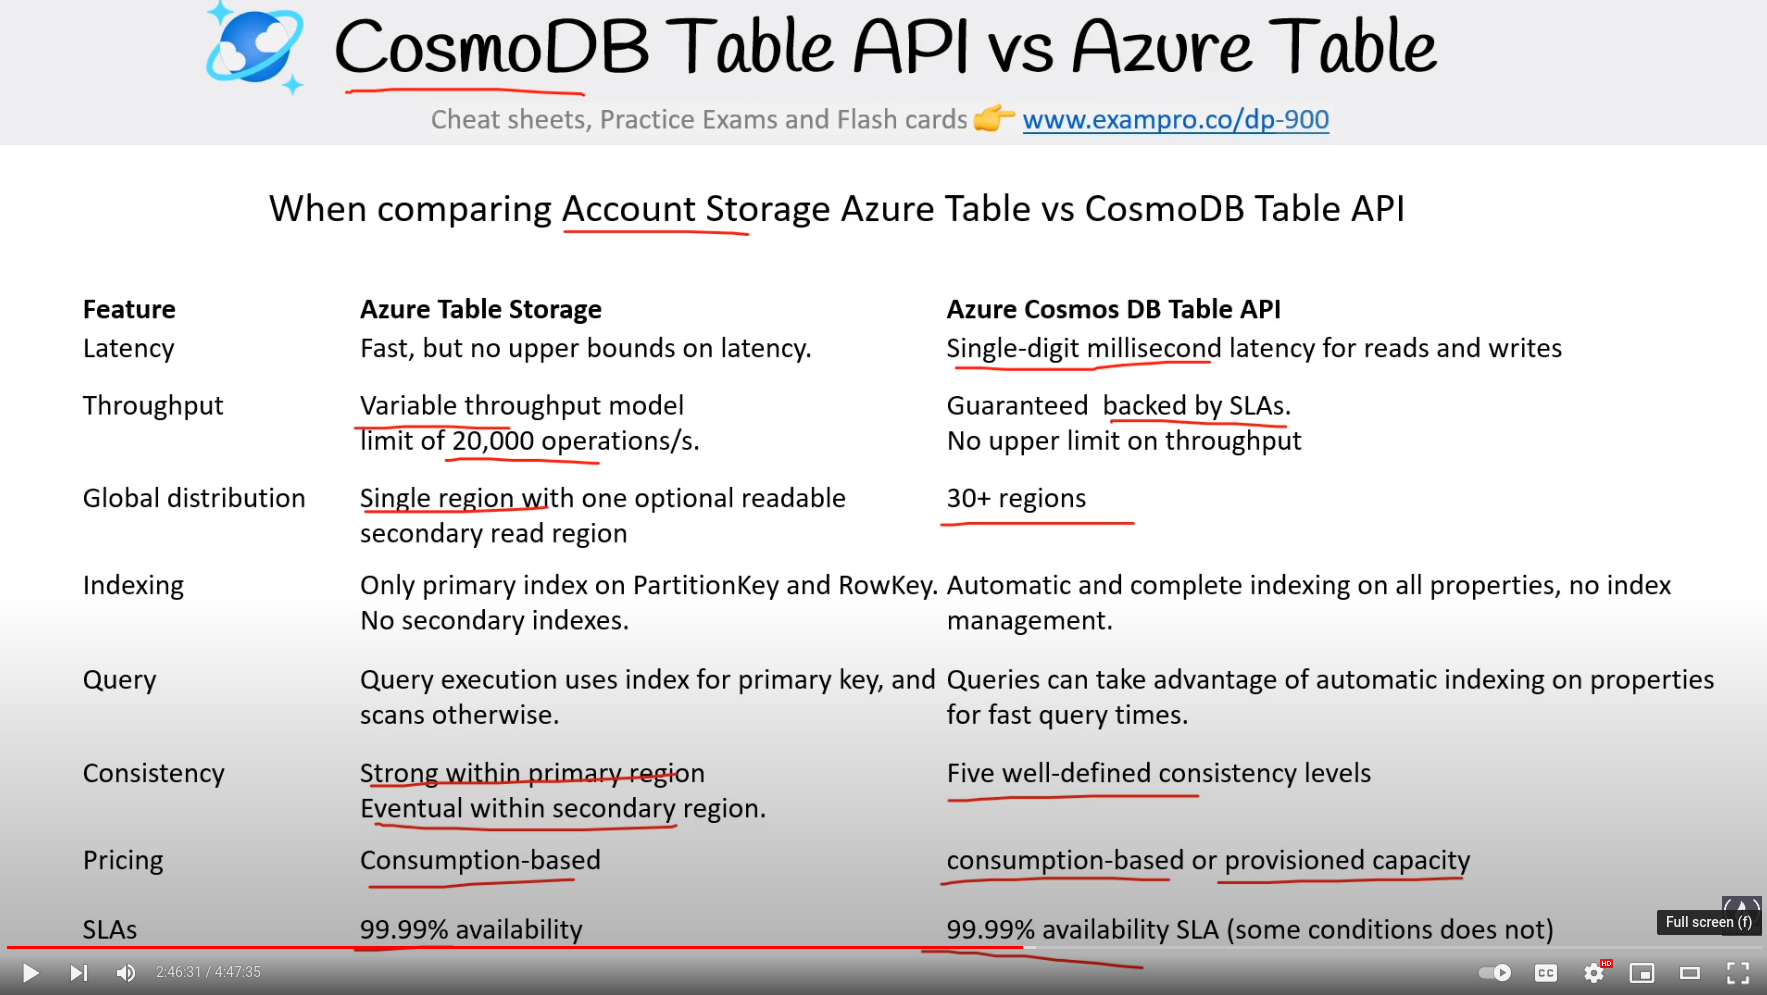 CosmoDB Table API vs Azure Table
Cheat sheets, Practice Exams and Flash cards 👉 www.exampro.co/dp-900
When comparing Account Storage Azure Table vs CosmoDB Table API
Feature Azure Table Storage Azure Cosmos DB Table API
Latency Fast, but no upper bounds on latency. Single-digit millisecond latency for reads and writes
Throughput Variable throughput model Guaranteed backed by SLAs.
limit of 20,000 operations/s. No upper limit on throughput
Global distribution Single region with one optional readable 30+ regions
secondary read region
Indexing Only primary index on PartitionKey and RowKey. Automatic and complete indexing on all properties, no index
No secondary indexes. management.
Query Query execution uses index for primary key, and Queries can take advantage of automatic indexing on properties
scans otherwise. for fast query times.
Consistency Strong within primary region Five well-defined consistency levels
Eventual within secondary region.
Pricing Consumption-based consumption-based or provisioned capacity
SLAs 99.99% availability 99.99% availability SLA (some conditions does not)
Full screen (f)
2:46:31 / 4:47:35
CC
HD